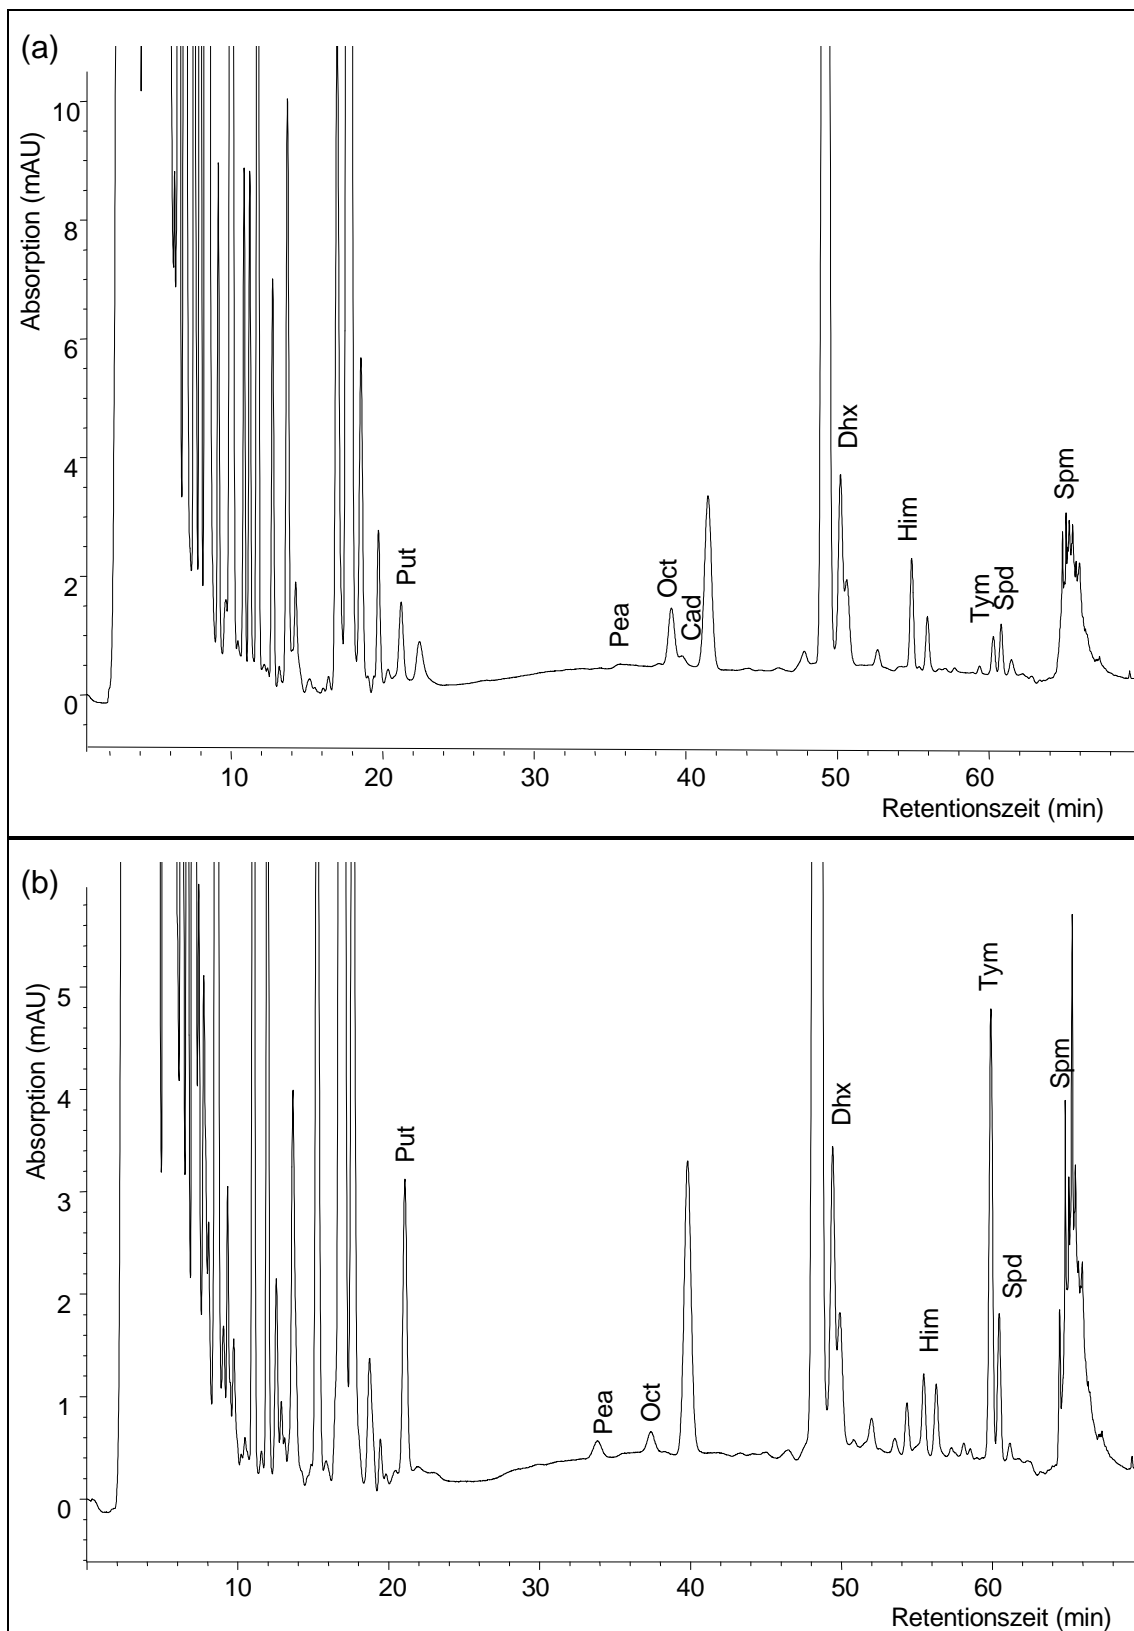 (a)
Absorption (mAU)
10
8
6
4
2
0
Put
Pea
Oct
Cad
Dhx
Him
Tym
Spd
Spm
10 20 30 40 50 60
Retentionszeit (min)
(b)
Absorption (mAU)
5
4
3
2
1
0
Put
Pea
Oct
Dhx
Him
Tym
Spd
Spm
10 20 30 40 50 60
Retentionszeit (min)